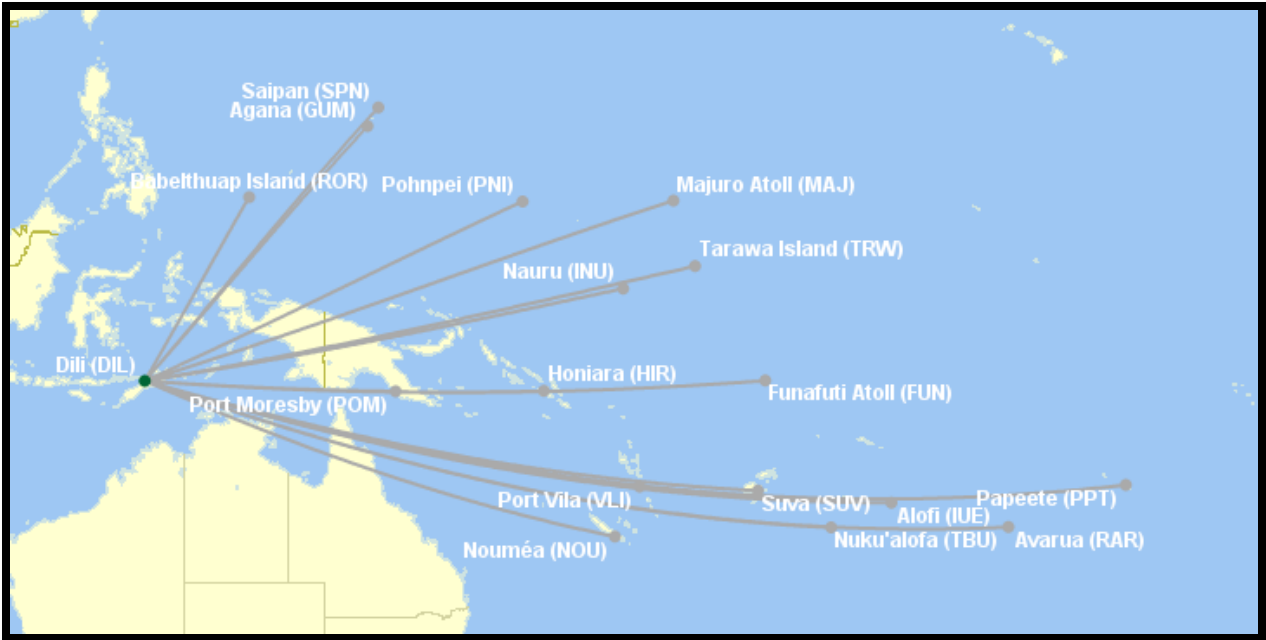 Saipan (SPN)
Agana (GUM)
Babelthuap Island (ROR)
Pohnpei (PNI)
Majuro Atoll (MAJ)
Tarawa Island (TRW)
Nauru (INU)
Dili (DIL)
Honiara (HIR)
Funafuti Atoll (FUN)
Port Moresby (POM)
Port Vila (VLI)
Suva (SUV)
Papeete (PPT)
Alofi (IUE)
Nuku'alofa (TBU)
Avarua (RAR)
Nouméa (NOU)